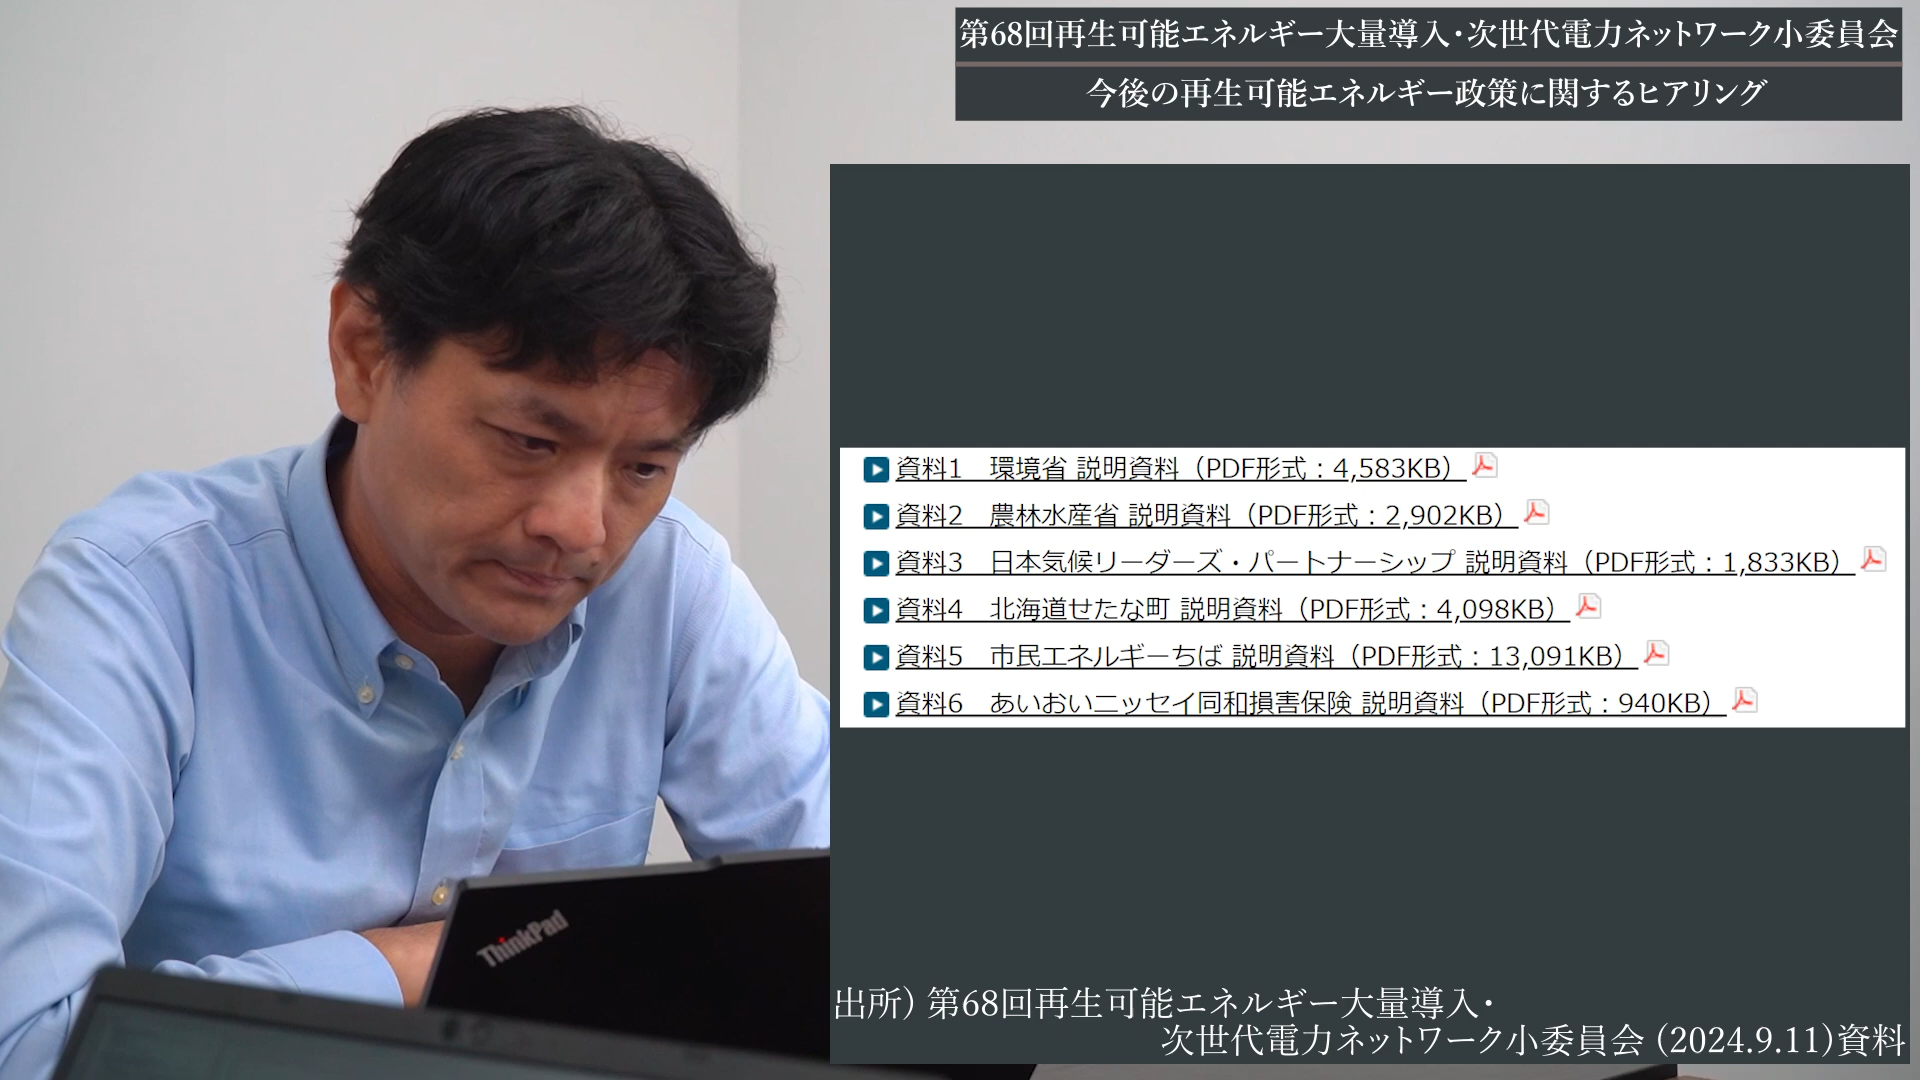 第68回再生可能エネルギー大量導入・次世代電力ネットワーク小委員会
今後の再生可能エネルギー政策に関するヒアリング
資料1　環境省 説明資料（PDF形式：4,583KB）
資料2　農林水産省 説明資料（PDF形式：2,902KB）
資料3　日本気候リーダーズ・パートナーシップ 説明資料（PDF形式：1,833KB）
資料4　北海道せたな町 説明資料（PDF形式：4,098KB）
資料5　市民エネルギーちば 説明資料（PDF形式：13,091KB）
資料6　あいおいニッセイ同和損害保険 説明資料（PDF形式：940KB）
ThinkPad
出所）第68回再生可能エネルギー大量導入・
次世代電力ネットワーク小委員会 (2024.9.11)資料